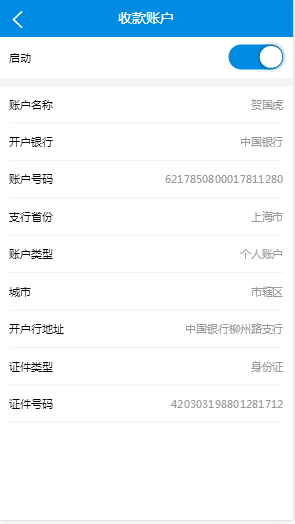 收款账户
启动
账户名称 贺国虎
开户银行 中国银行
账户号码 6217850800017811280
支行省份 上海市
账户类型 个人账户
城市 市辖区
开户行地址 中国银行柳州路支行
证件类型 身份证
证件号码 420303198801281712